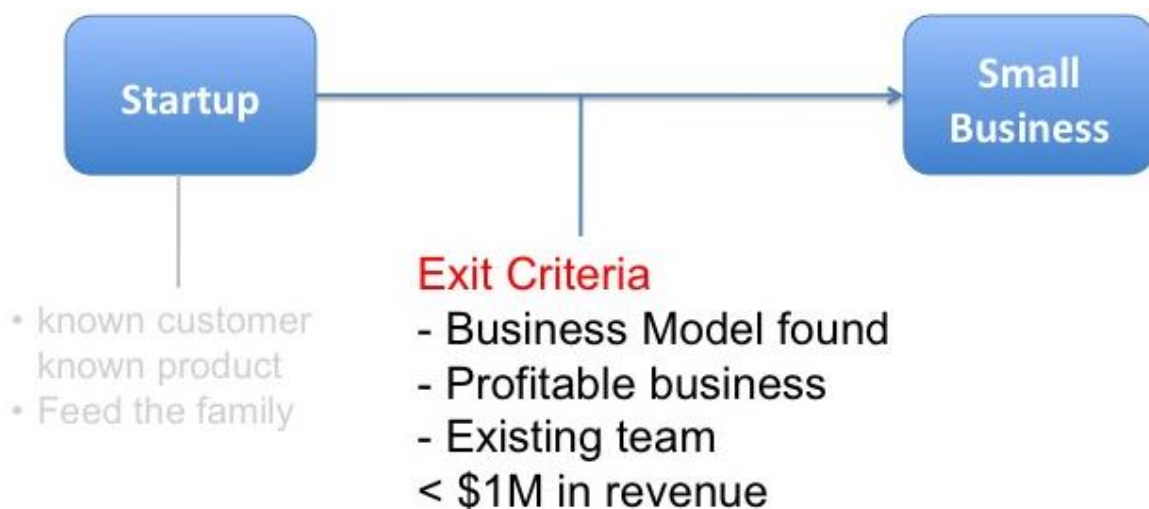 Startup
Small
Business
• known customer
known product
• Feed the family
Exit Criteria
- Business Model found
- Profitable business
- Existing team
< $1M in revenue